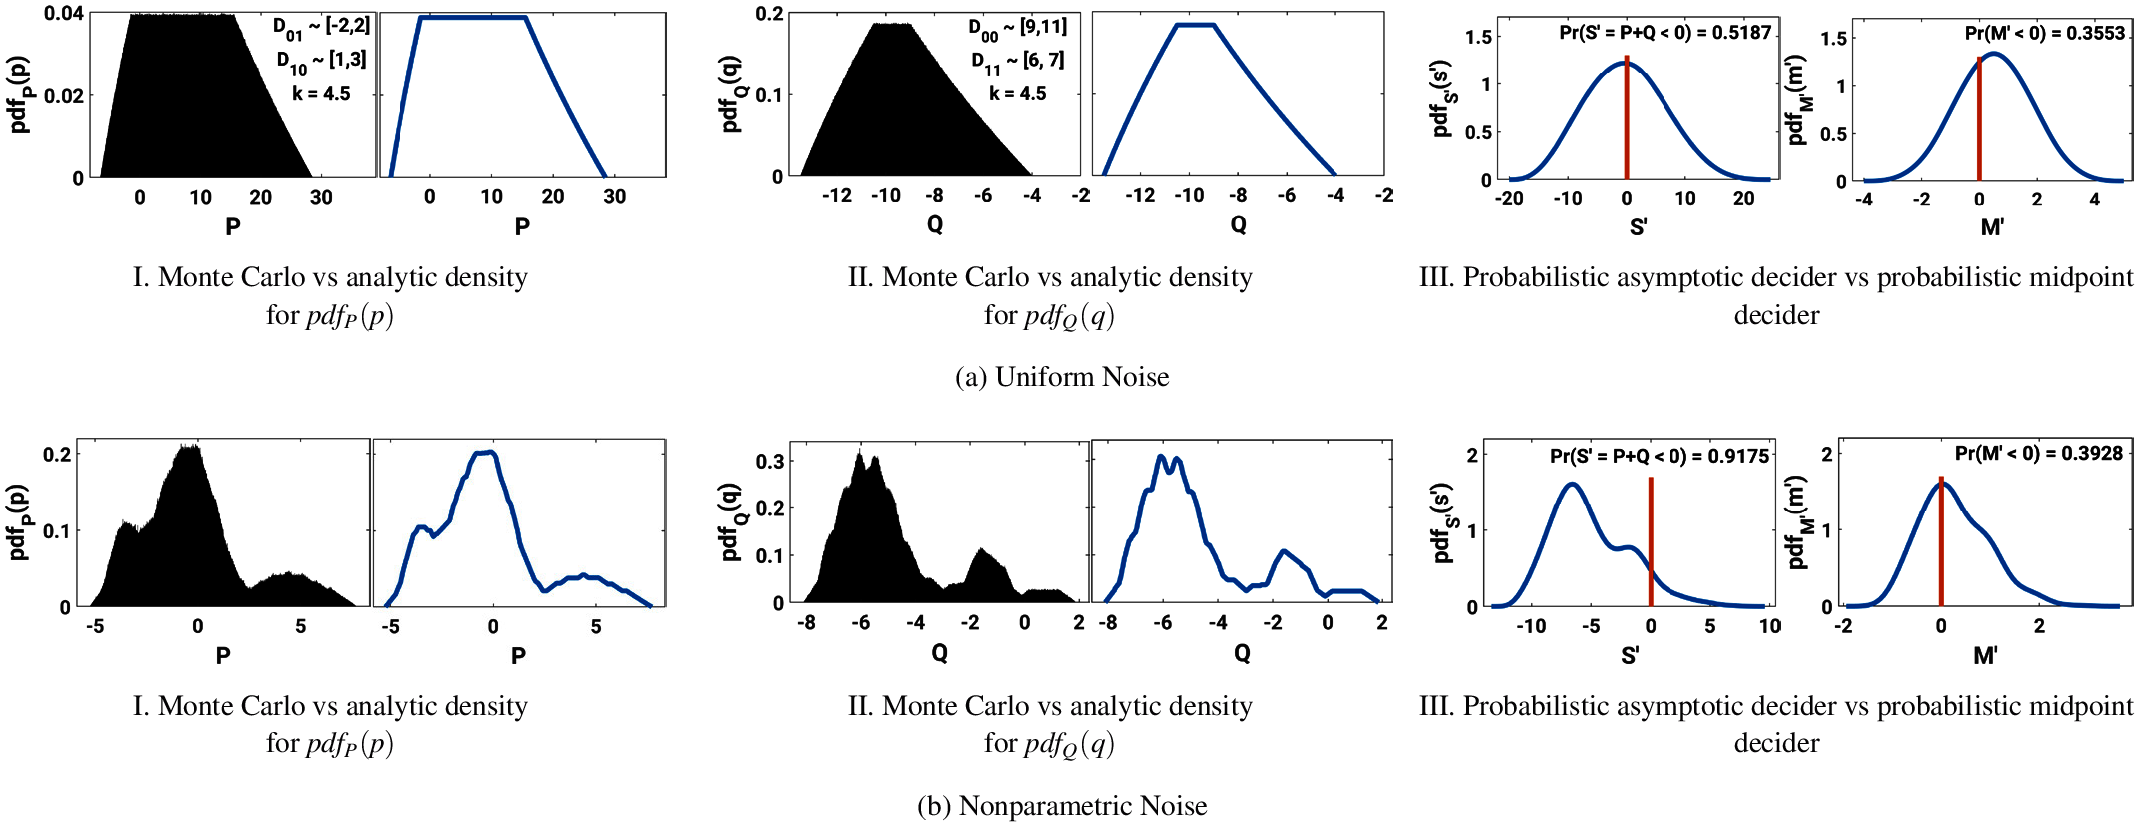 0.04
0.02
0
pdf_P(p)
D_01 ~ [-2,2]
D_10 ~ [1,3]
k = 4.5
0 10 20 30
P
0 10 20 30
P
0.2
0.1
0
pdf_Q(q)
D_00 ~ [9,11]
D_11 ~ [6, 7]
k = 4.5
-12 -10 -8 -6 -4 -2
Q
-12 -10 -8 -6 -4 -2
Q
1.5
1
0.5
0
pdf_S'(s')
Pr(S' = P+Q < 0) = 0.5187
-20 -10 0 10 20
S'
1.5
1
0.5
0
pdf_M'(m')
Pr(M' < 0) = 0.3553
-4 -2 0 2 4
M'
I. Monte Carlo vs analytic density
for pdf_P(p)
II. Monte Carlo vs analytic density
for pdf_Q(q)
III. Probabilistic asymptotic decider vs probabilistic midpoint
decider
(a) Uniform Noise
0.2
0.1
0
pdf_P(p)
-5 0 5
P
-5 0 5
P
0.3
0.2
0.1
0
pdf_Q(q)
-8 -6 -4 -2 0 2
Q
-8 -6 -4 -2 0 2
Q
2
1
0
pdf_S'(s')
Pr(S' = P+Q < 0) = 0.9175
-10 -5 0 5 10
S'
2
1
0
pdf_M'(m')
Pr(M' < 0) = 0.3928
-2 0 2
M'
I. Monte Carlo vs analytic density
for pdf_P(p)
II. Monte Carlo vs analytic density
for pdf_Q(q)
III. Probabilistic asymptotic decider vs probabilistic midpoint
decider
(b) Nonparametric Noise